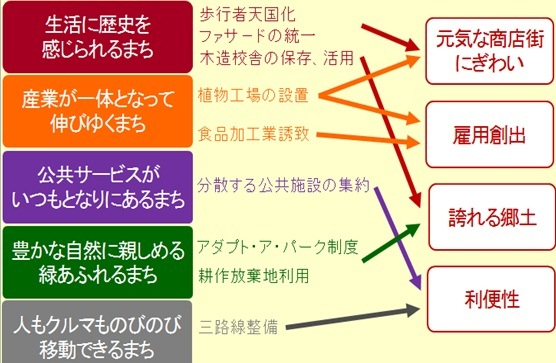 生活に歴史を
感じられるまち
歩行者天国化
ファサードの統一
木造校舎の保存、活用
産業が一体となって
伸びゆくまち
植物工場の設置
食品加工業誘致
公共サービスが
いつもとなりにあるまち
分散する公共施設の集約
豊かな自然に親しめる
緑あふれるまち
アダプト・ア・パーク制度
耕作放棄地利用
人もクルマものびのび
移動できるまち
三路線整備
元気な商店街
にぎわい
雇用創出
誇れる郷土
利便性